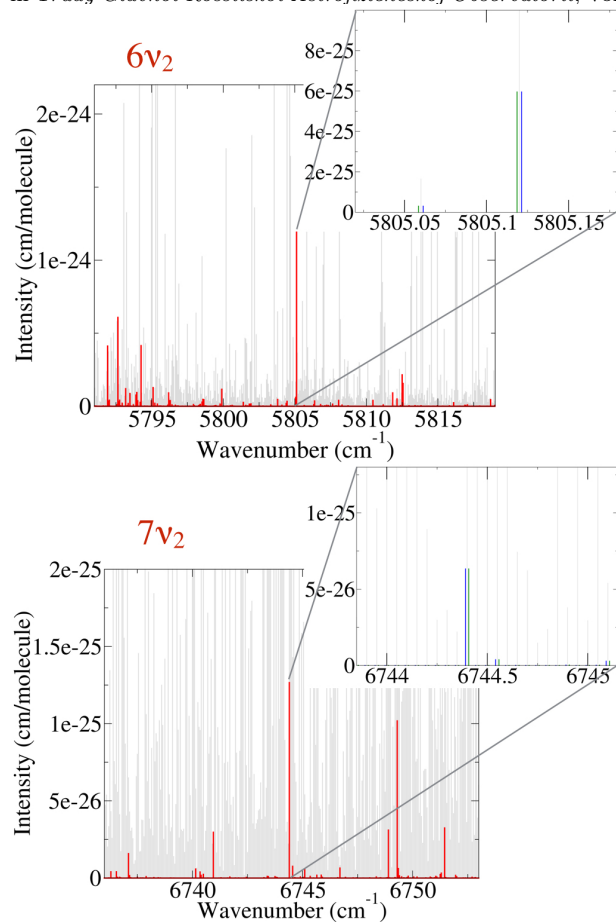 6ν₂
8e-25
6e-25
4e-25
2e-25
0
5805.05 5805.1 5805.15
2e-24
1e-24
0
5795 5800 5805 5810 5815
Intensity (cm/molecule)
Wavenumber (cm⁻¹)
7ν₂
1e-25
5e-26
0
6744 6744.5 6745
2e-25
1.5e-25
1e-25
5e-26
0
6740 6745 6750
Intensity (cm/molecule)
Wavenumber (cm⁻¹)